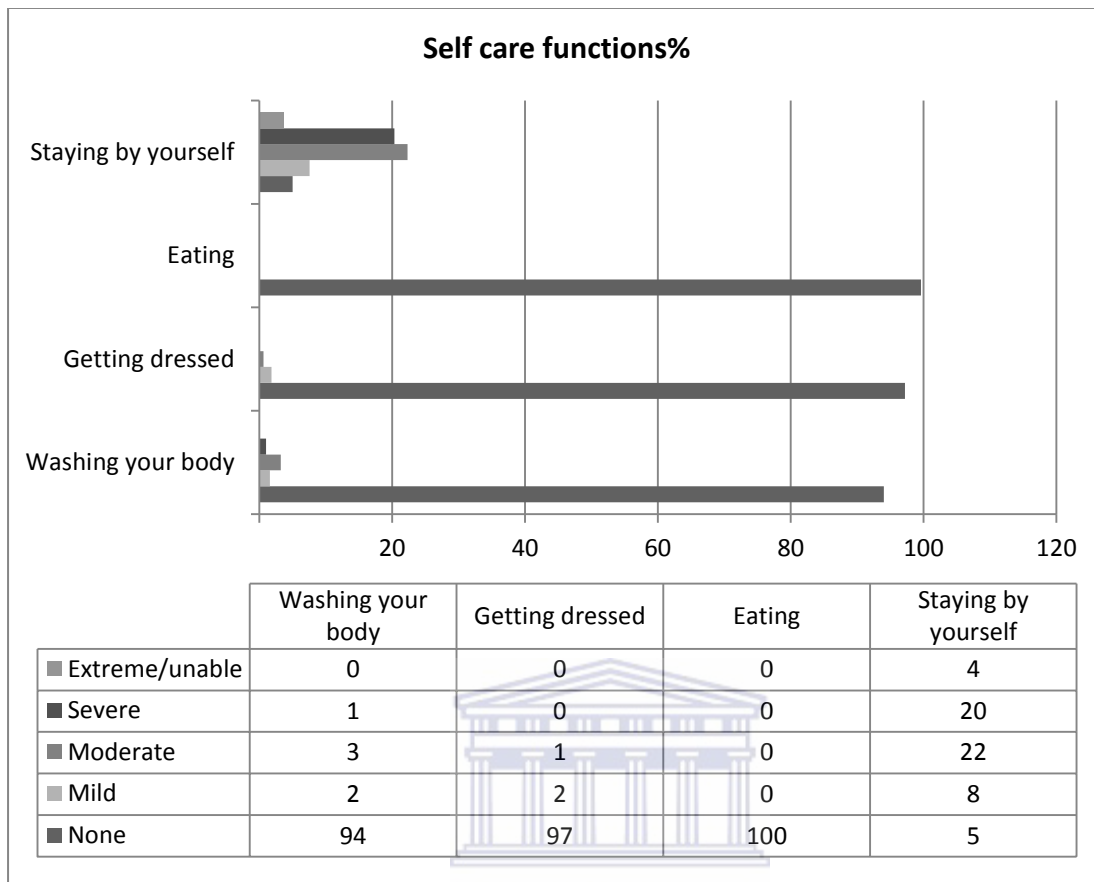 Self care functions%
Staying by yourself
Eating
Getting dressed
Washing your body
20 40 60 80 100 120
Washing your body Getting dressed Eating Staying by yourself
Extreme/unable 0 0 0 4
Severe 1 0 0 20
Moderate 3 1 0 22
Mild 2 2 0 8
None 94 97 100 5